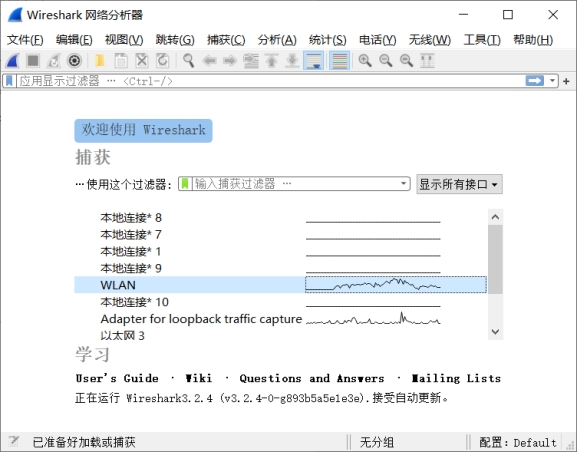 Wireshark 网络分析器
文件(F) 编辑(E) 视图(V) 跳转(G) 捕获(C) 分析(A) 统计(S) 电话(Y) 无线(W) 工具(T) 帮助(H)
应用显示过滤器 … <Ctrl-/>
欢迎使用 Wireshark
捕获
…使用这个过滤器: 输入捕获过滤器 … 显示所有接口
本地连接* 8
本地连接* 7
本地连接* 1
本地连接* 9
WLAN
本地连接* 10
Adapter for loopback traffic capture
以太网 3
学习
User's Guide · Wiki · Questions and Answers · Mailing Lists
正在运行 Wireshark3.2.4 (v3.2.4-0-g893b5a5e1e3e).接受自动更新。
已准备好加载或捕获 无分组 配置: Default